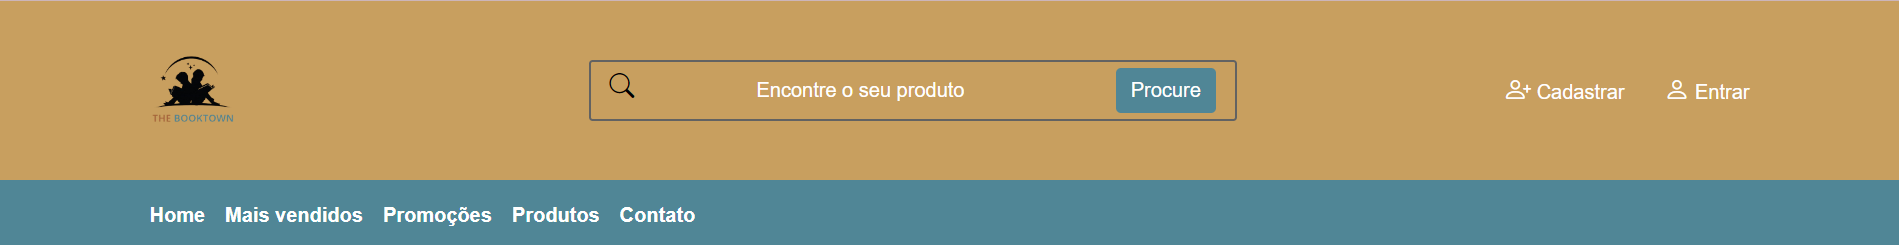 THE BOOKTOWN
Encontre o seu produto
Procure
Cadastrar
Entrar
Home Mais vendidos Promoções Produtos Contato